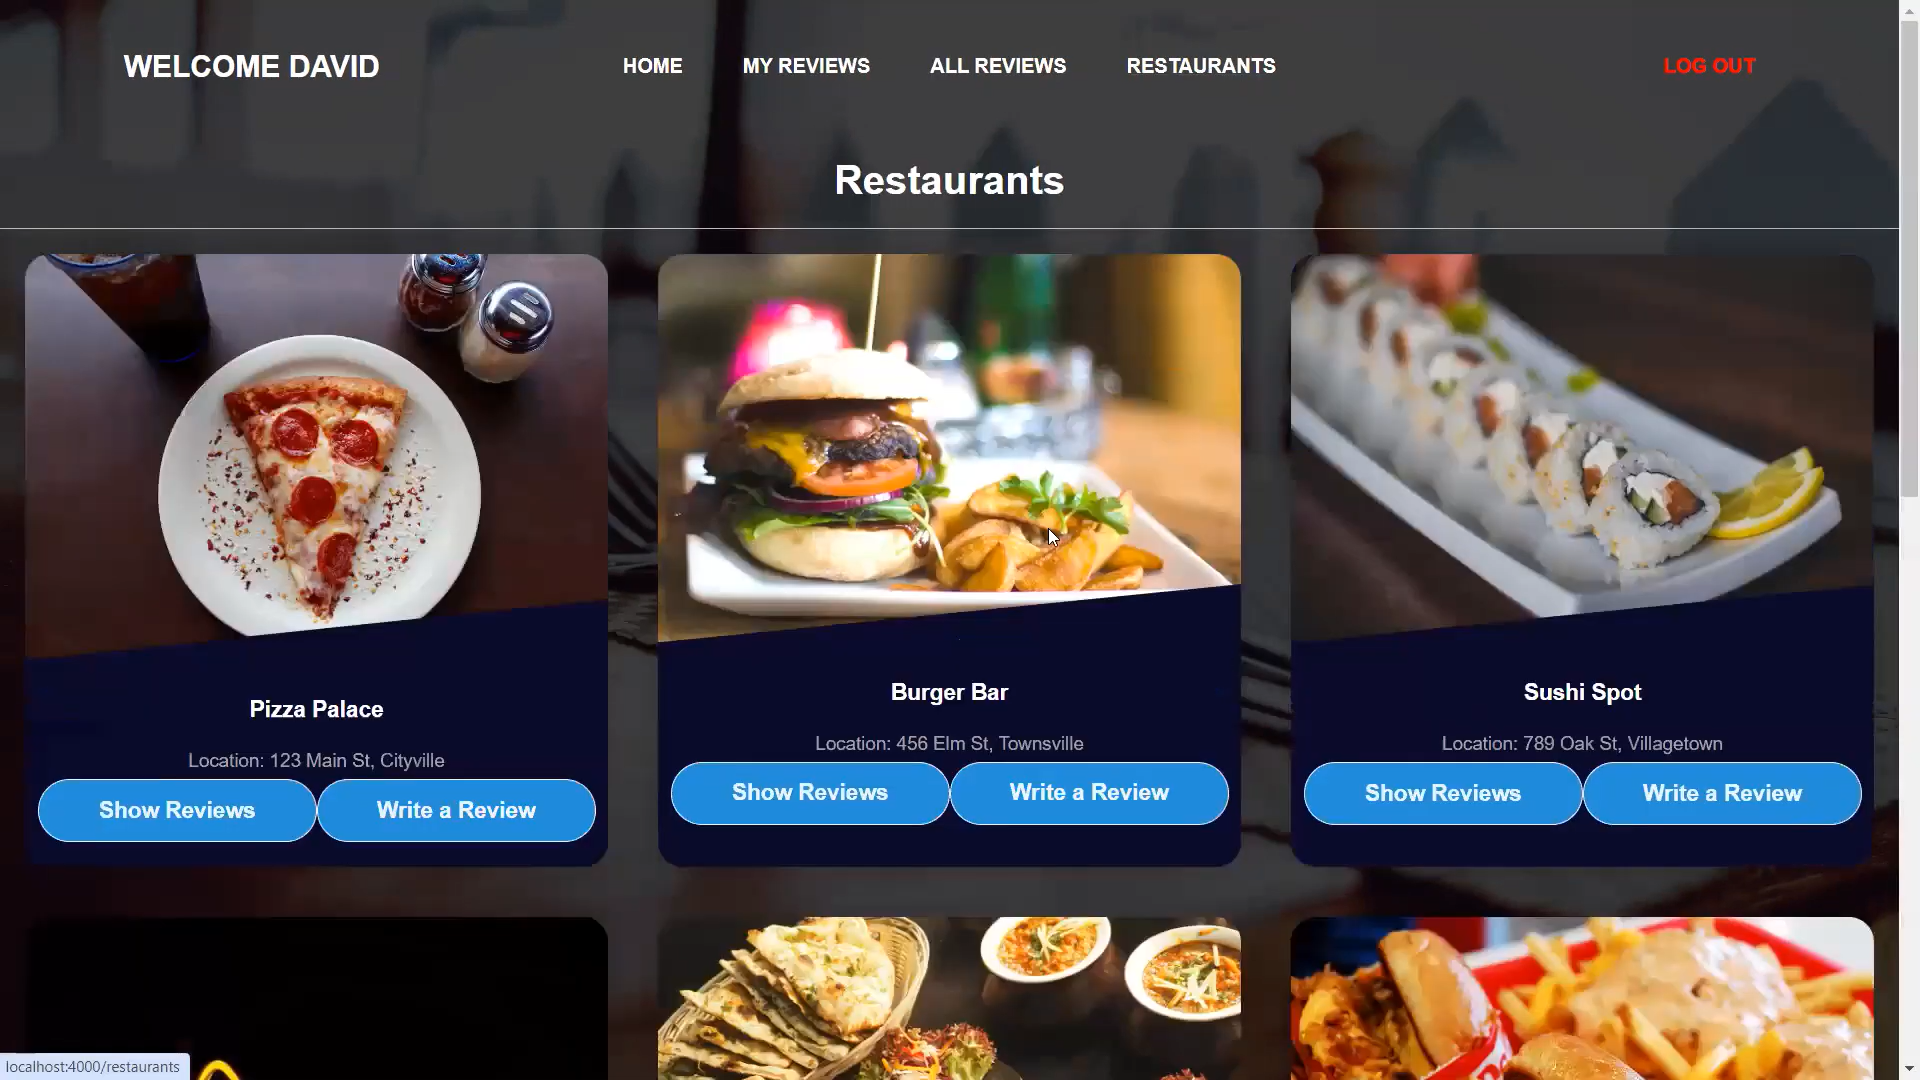 WELCOME DAVID
HOME MY REVIEWS ALL REVIEWS RESTAURANTS
LOG OUT
Restaurants
Pizza Palace
Location: 123 Main St, Cityville
Show Reviews Write a Review
Burger Bar
Location: 456 Elm St, Townsville
Show Reviews Write a Review
Sushi Spot
Location: 789 Oak St, Villagetown
Show Reviews Write a Review
localhost:4000/restaurants